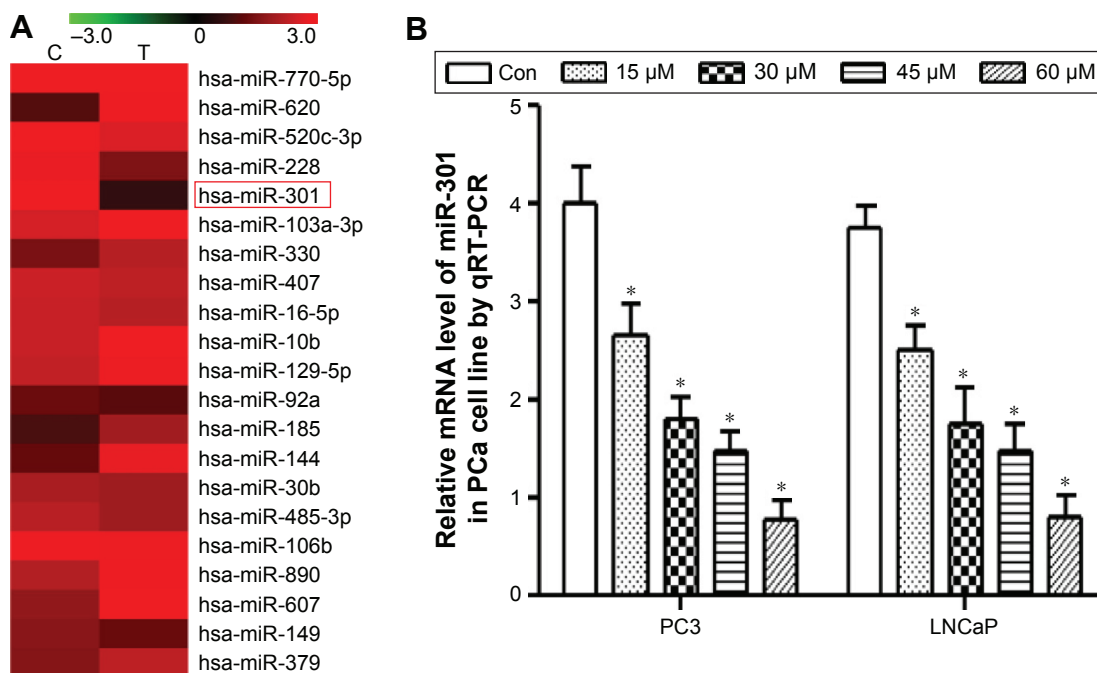 A
–3.0 0 3.0
C T
hsa-miR-770-5p
hsa-miR-620
hsa-miR-520c-3p
hsa-miR-228
hsa-miR-301
hsa-miR-103a-3p
hsa-miR-330
hsa-miR-407
hsa-miR-16-5p
hsa-miR-10b
hsa-miR-129-5p
hsa-miR-92a
hsa-miR-185
hsa-miR-144
hsa-miR-30b
hsa-miR-485-3p
hsa-miR-106b
hsa-miR-890
hsa-miR-607
hsa-miR-149
hsa-miR-379
B
Con 15 µM 30 µM 45 µM 60 µM
Relative mRNA level of miR-301
in PCa cell line by qRT-PCR
5
4
3
2
1
0
* * * *
* * * *
PC3 LNCaP